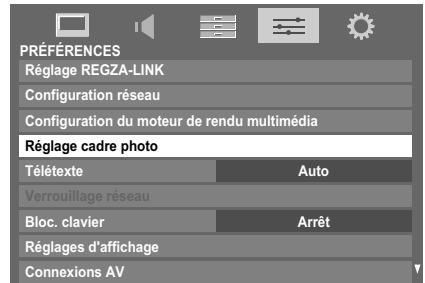 PRÉFÉRENCES
Réglage REGZA-LINK
Configuration réseau
Configuration du moteur de rendu multimédia
Réglage cadre photo
Télétexte Auto
Verrouillage réseau
Bloc. clavier Arrêt
Réglages d'affichage
Connexions AV